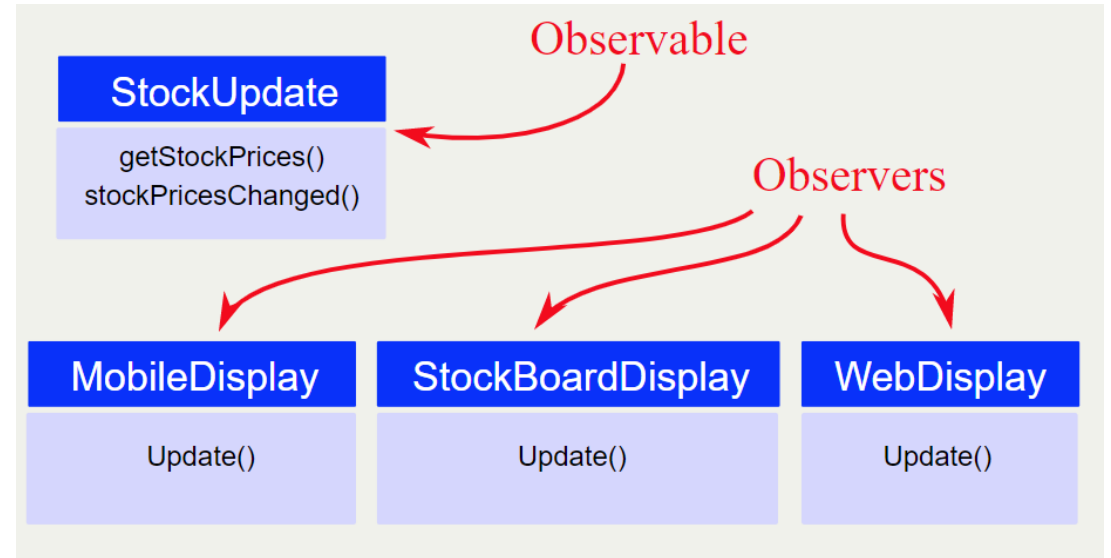 Observable
StockUpdate
getStockPrices()
stockPricesChanged()
Observers
MobileDisplay
Update()
StockBoardDisplay
Update()
WebDisplay
Update()